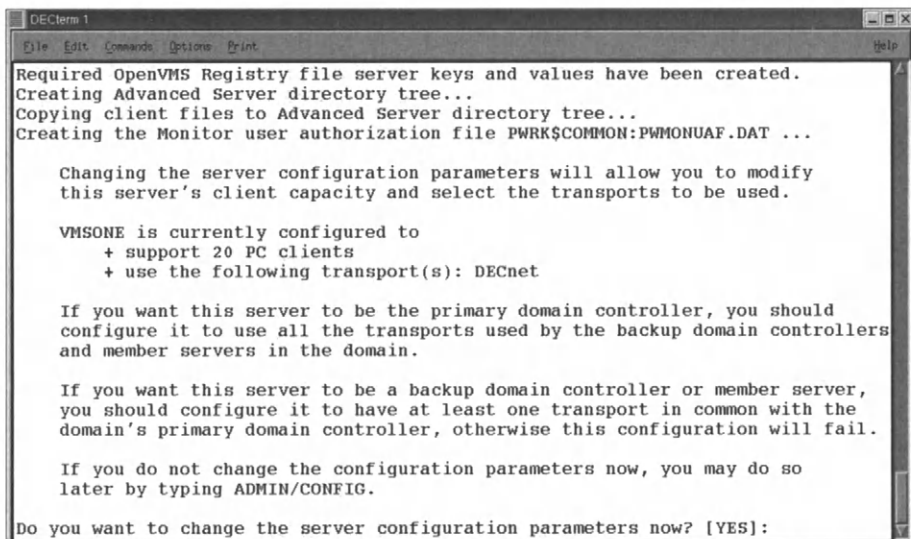 DECterm 1
File Edit Commands Options Print Help
Required OpenVMS Registry file server keys and values have been created.
Creating Advanced Server directory tree...
Copying client files to Advanced Server directory tree...
Creating the Monitor user authorization file PWRK$COMMON:PWMONUAF.DAT ...
Changing the server configuration parameters will allow you to modify
this server's client capacity and select the transports to be used.
VMSONE is currently configured to
+ support 20 PC clients
+ use the following transport(s): DECnet
If you want this server to be the primary domain controller, you should
configure it to use all the transports used by the backup domain controllers
and member servers in the domain.
If you want this server to be a backup domain controller or member server,
you should configure it to have at least one transport in common with the
domain's primary domain controller, otherwise this configuration will fail.
If you do not change the configuration parameters now, you may do so
later by typing ADMIN/CONFIG.
Do you want to change the server configuration parameters now? [YES]: